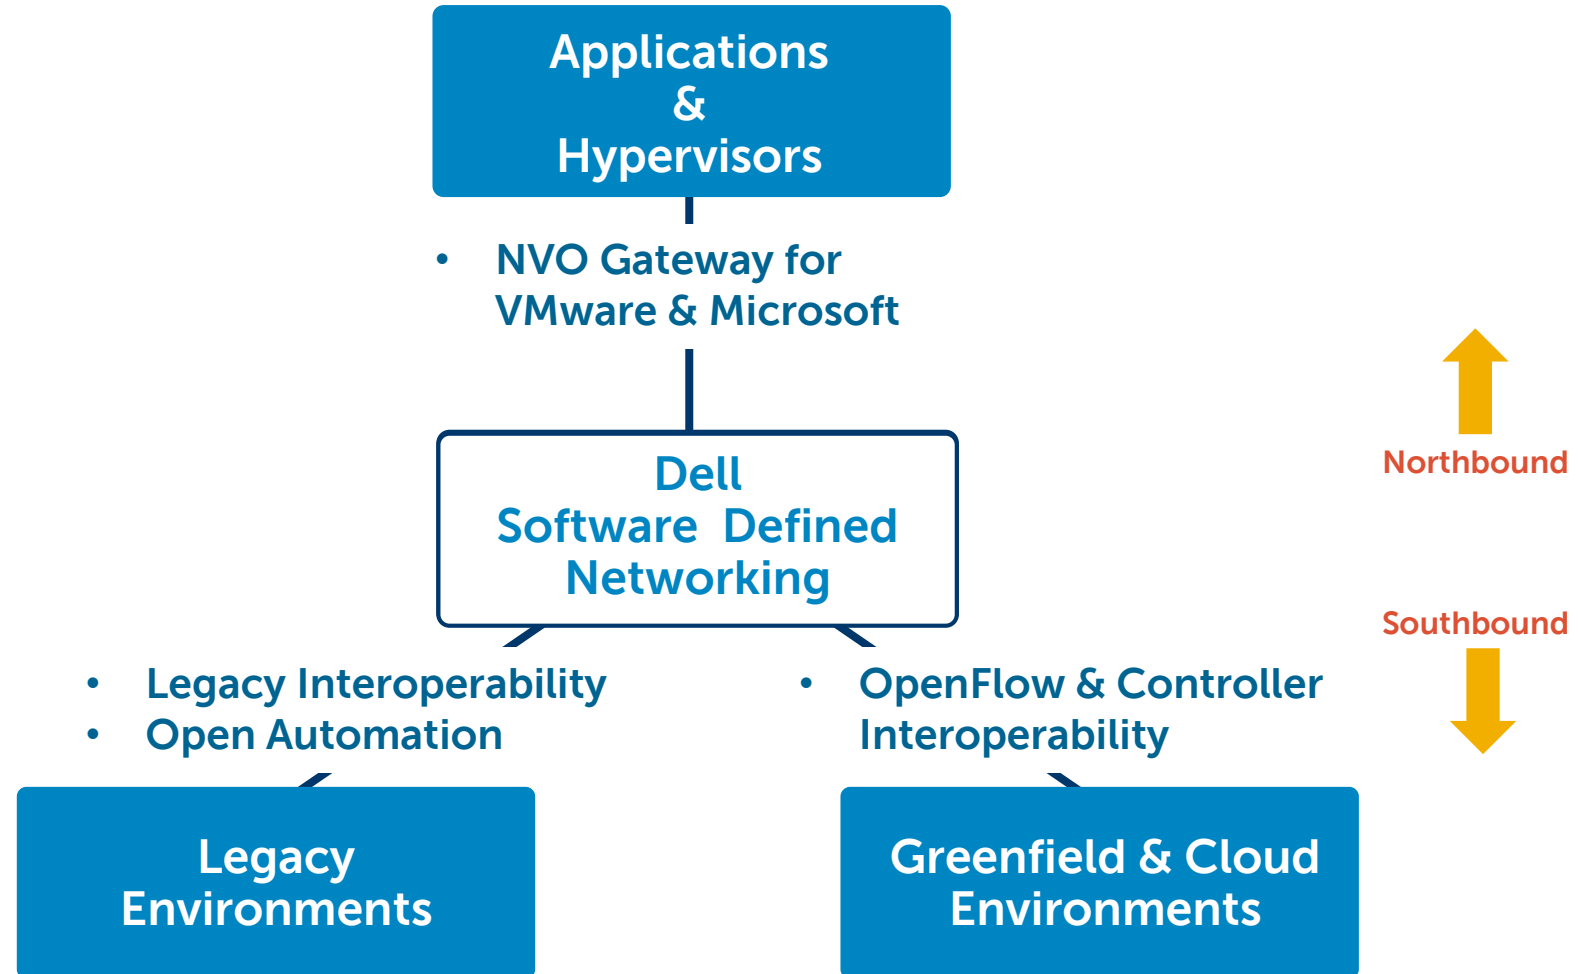 Applications
&
Hypervisors
• NVO Gateway for
VMware & Microsoft
Northbound
Dell
Software Defined
Networking
Southbound
• Legacy Interoperability
• Open Automation
• OpenFlow & Controller
Interoperability
Legacy
Environments
Greenfield & Cloud
Environments